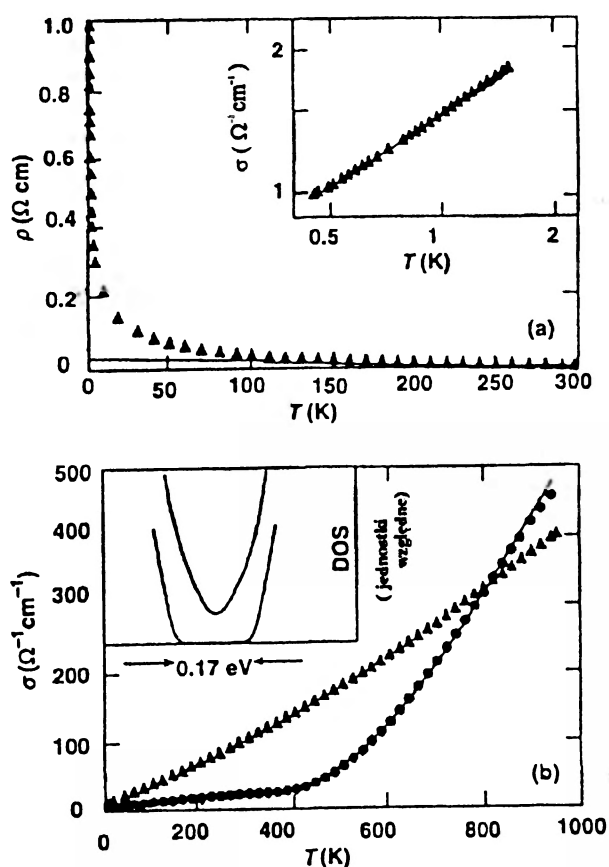 1.0
0.8
0.6
0.4
0.2
0
ρ (Ω cm)
0 50 100 150 200 250 300
T (K)
2
1
σ ( Ω⁻¹ cm⁻¹)
0.5 1 2
T (K)
(a)
500
400
300
200
100
0
σ (Ω⁻¹cm⁻¹)
0 200 400 600 800 1000
T (K)
DOS
( jednostki
względne)
0.17 eV
(b)